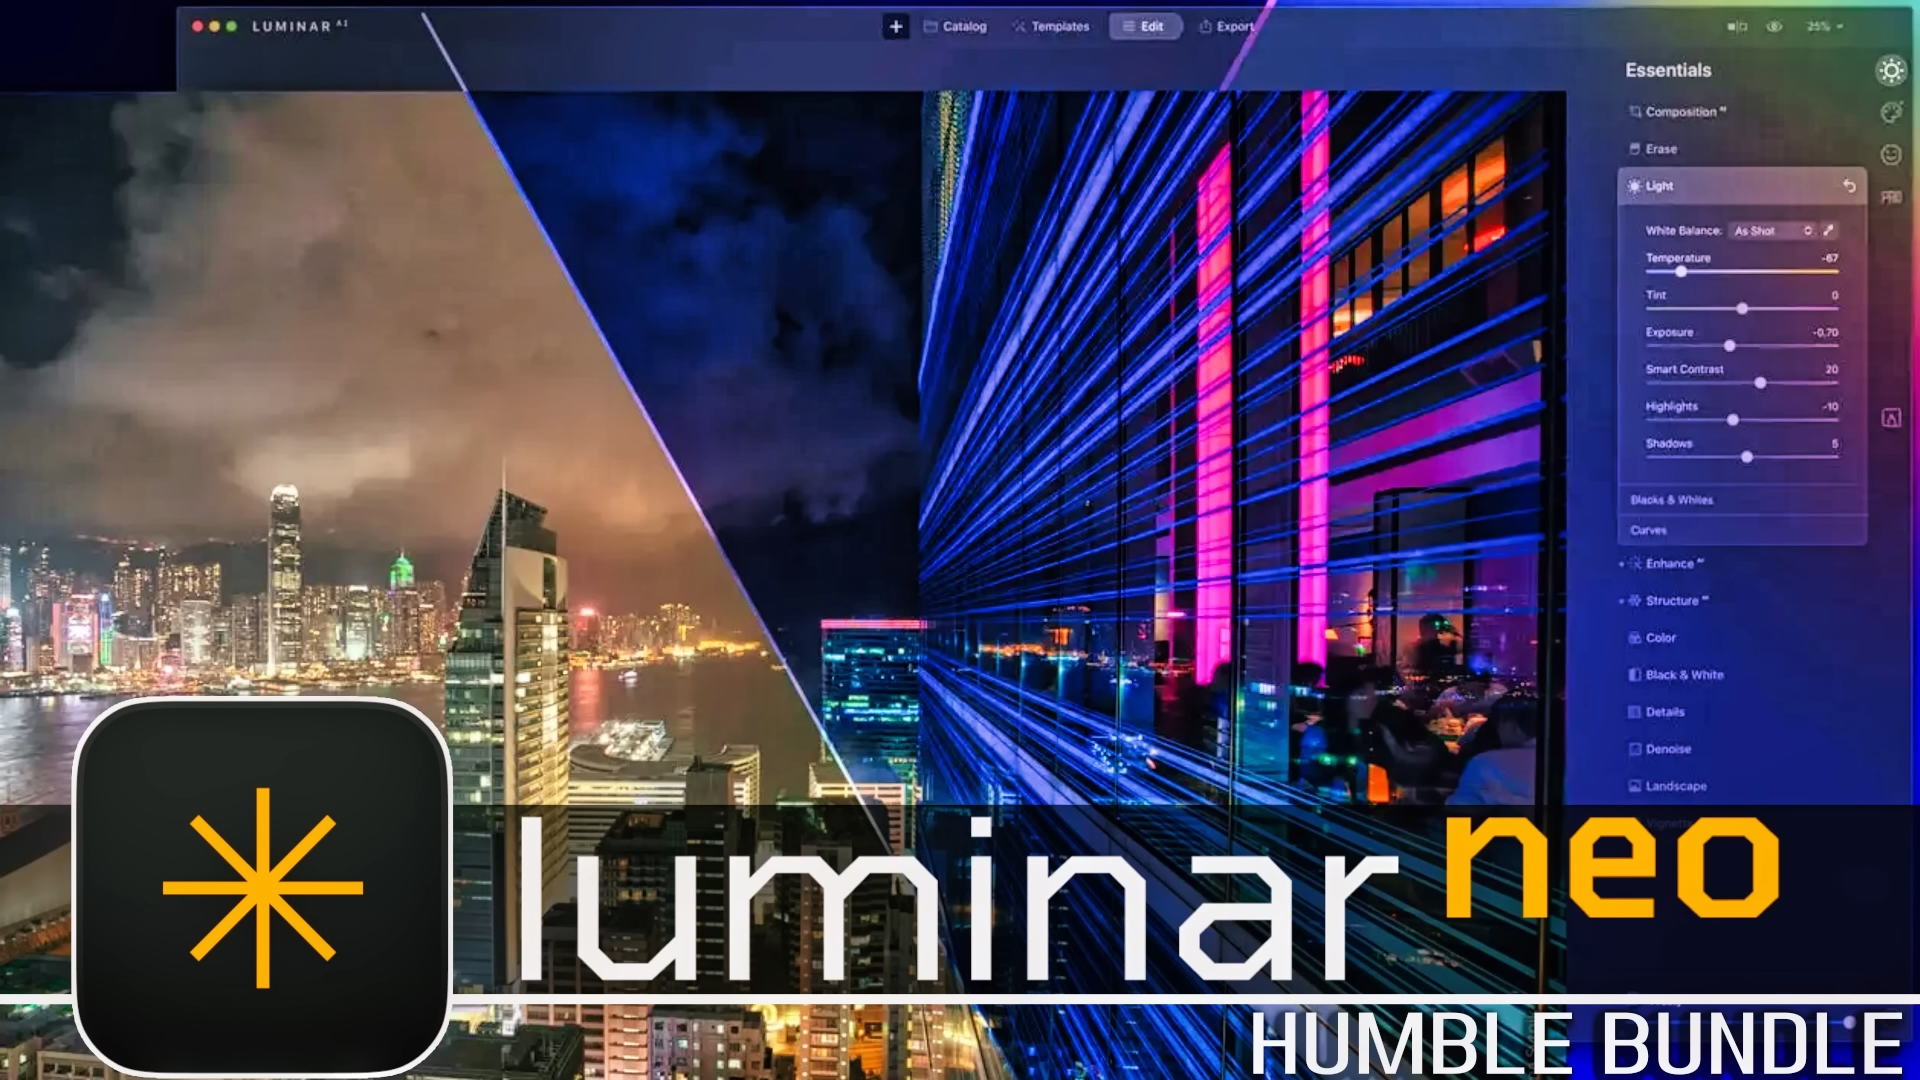 LUMINAR AI
+ Catalog Templates Edit Export 25%
Essentials
Composition AI
Erase
Light
White Balance: As Shot
Temperature -67
Tint 0
Exposure -0,70
Smart Contrast 20
Highlights -10
Shadows 5
Blacks & Whites
Curves
Enhance AI
Structure AI
Color
Black & White
Details
Denoise
Landscape
Vignette
PRO
luminar neo
HUMBLE BUNDLE